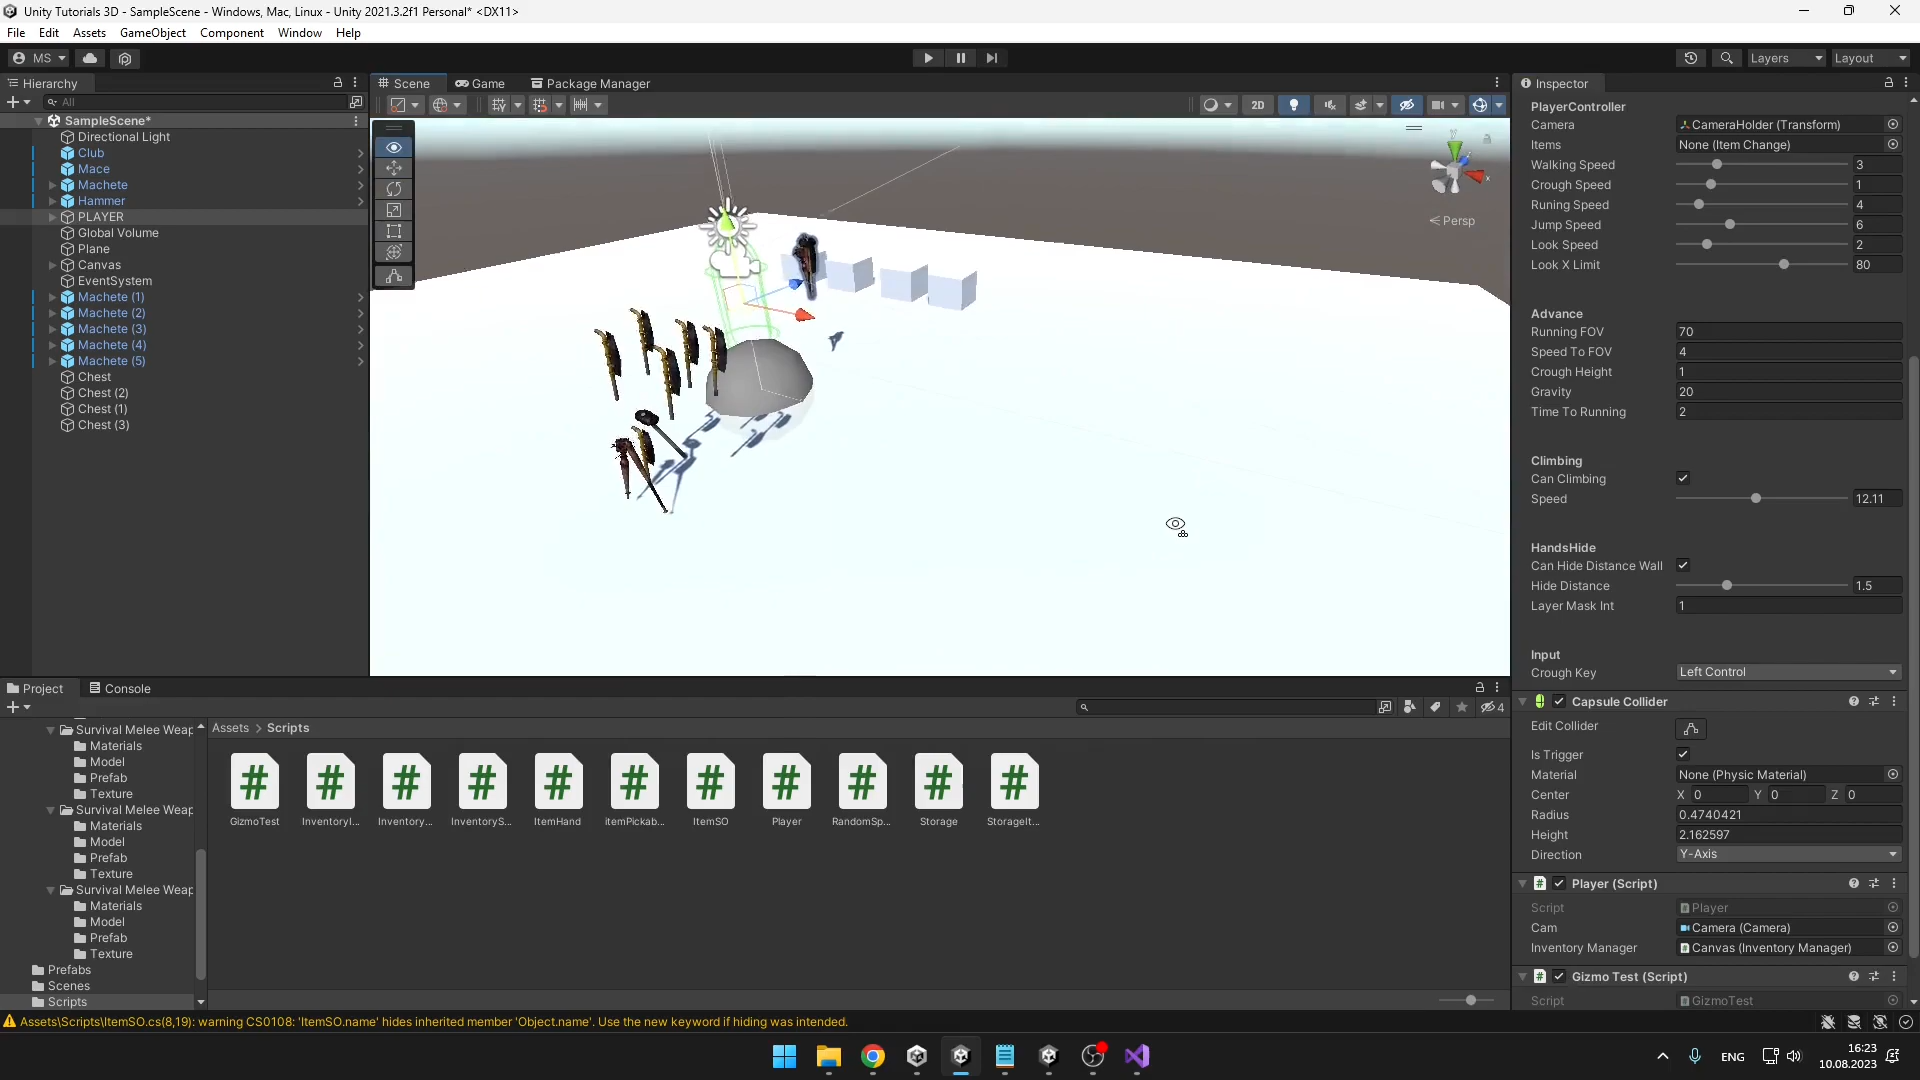 Unity Tutorials 3D - SampleScene - Windows, Mac, Linux - Unity 2021.3.2f1 Personal* <DX11>
File Edit Assets GameObject Component Window Help
MS Layers Layout
Hierarchy
All
SampleScene*
Directional Light
Club
Mace
Machete
Hammer
PLAYER
Global Volume
Plane
Canvas
EventSystem
Machete (1)
Machete (2)
Machete (3)
Machete (4)
Machete (5)
Chest
Chest (2)
Chest (1)
Chest (3)
Scene Game Package Manager
2D
y
x
Persp
Inspector
PlayerController
Camera CameraHolder (Transform)
Items None (Item Change)
Walking Speed 3
Crough Speed 1
Runing Speed 4
Jump Speed 6
Look Speed 2
Look X Limit 80
Advance
Running FOV 70
Speed To FOV 4
Crough Height 1
Gravity 20
Time To Running 2
Climbing
Can Climbing
Speed 12.11
HandsHide
Can Hide Distance Wall
Hide Distance 1.5
Layer Mask Int 1
Input
Crough Key Left Control
Capsule Collider
Edit Collider
Is Trigger
Material None (Physic Material)
Center X 0 Y 0 Z 0
Radius 0.4740421
Height 2.162597
Direction Y-Axis
Player (Script)
Script Player
Cam Camera (Camera)
Inventory Manager Canvas (Inventory Manager)
Gizmo Test (Script)
Script GizmoTest
Project Console
4
Survival Melee Weap
Materials
Model
Prefab
Texture
Survival Melee Weap
Materials
Model
Prefab
Texture
Survival Melee Weap
Materials
Model
Prefab
Texture
Prefabs
Scenes
Scripts
Assets > Scripts
GizmoTest InventoryI... Inventory... InventoryS... ItemHand itemPickab... ItemSO Player RandomSp... Storage StorageIt...
Assets\Scripts\ItemSO.cs(8,19): warning CS0108: 'ItemSO.name' hides inherited member 'Object.name'. Use the new keyword if hiding was intended.
ENG
16:23
10.08.2023